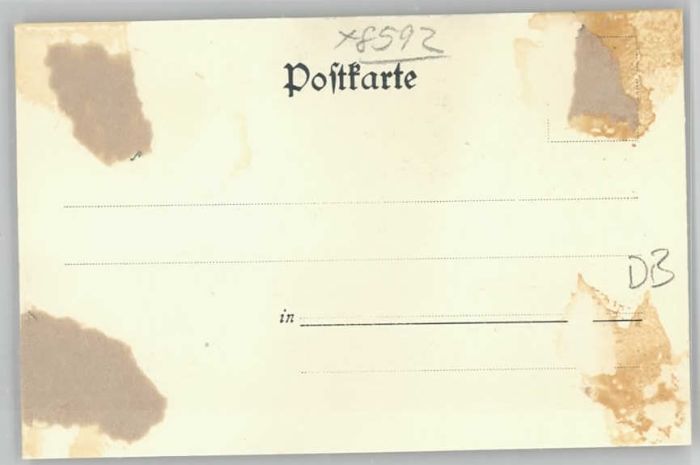 x8592
Postkarte
DB
in